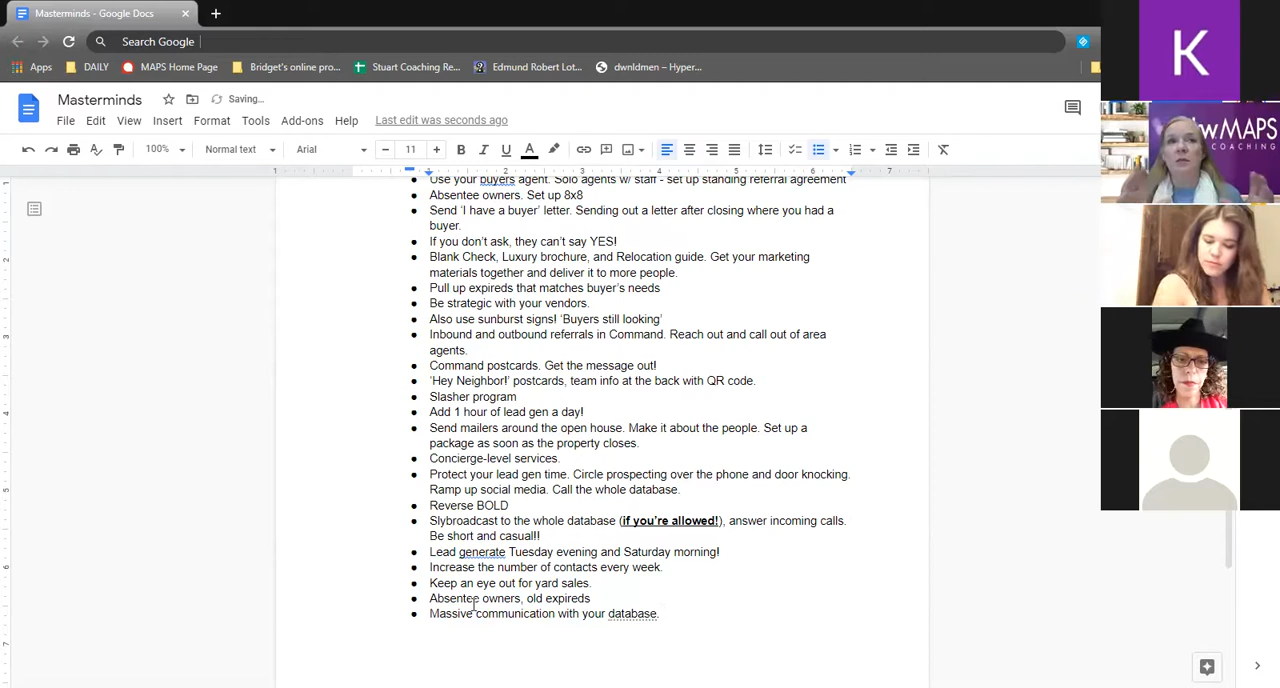 Masterminds - Google Docs
Search Google
Apps DAILY MAPS Home Page Bridget's online pro... Stuart Coaching Re... Edmund Robert Lot... dwnldmen – Hyper...
Masterminds Saving...
File Edit View Insert Format Tools Add-ons Help Last edit was seconds ago
100% Normal text Arial 11
Use your buyers agent. Solo agents w/ staff - set up standing referral agreement
Absentee owners. Set up 8x8
Send 'I have a buyer' letter. Sending out a letter after closing where you had a
buyer.
If you don't ask, they can't say YES!
Blank Check, Luxury brochure, and Relocation guide. Get your marketing
materials together and deliver it to more people.
Pull up expireds that matches buyer's needs
Be strategic with your vendors.
Also use sunburst signs! 'Buyers still looking'
Inbound and outbound referrals in Command. Reach out and call out of area
agents.
Command postcards. Get the message out!
'Hey Neighbor!' postcards, team info at the back with QR code.
Slasher program
Add 1 hour of lead gen a day!
Send mailers around the open house. Make it about the people. Set up a
package as soon as the property closes.
Concierge-level services.
Protect your lead gen time. Circle prospecting over the phone and door knocking.
Ramp up social media. Call the whole database.
Reverse BOLD
Slybroadcast to the whole database (if you're allowed!), answer incoming calls.
Be short and casual!!
Lead generate Tuesday evening and Saturday morning!
Increase the number of contacts every week.
Keep an eye out for yard sales.
Absentee owners, old expireds
Massive communication with your database.
K
kwMAPS
COACHING